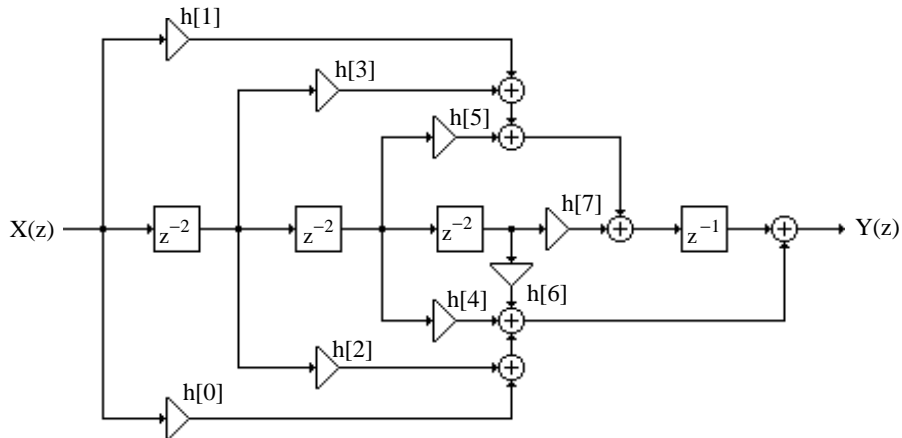 h[1]
h[3]
h[5]
X(z)
z⁻²
z⁻²
z⁻²
h[7]
z⁻¹
Y(z)
h[6]
h[4]
h[2]
h[0]